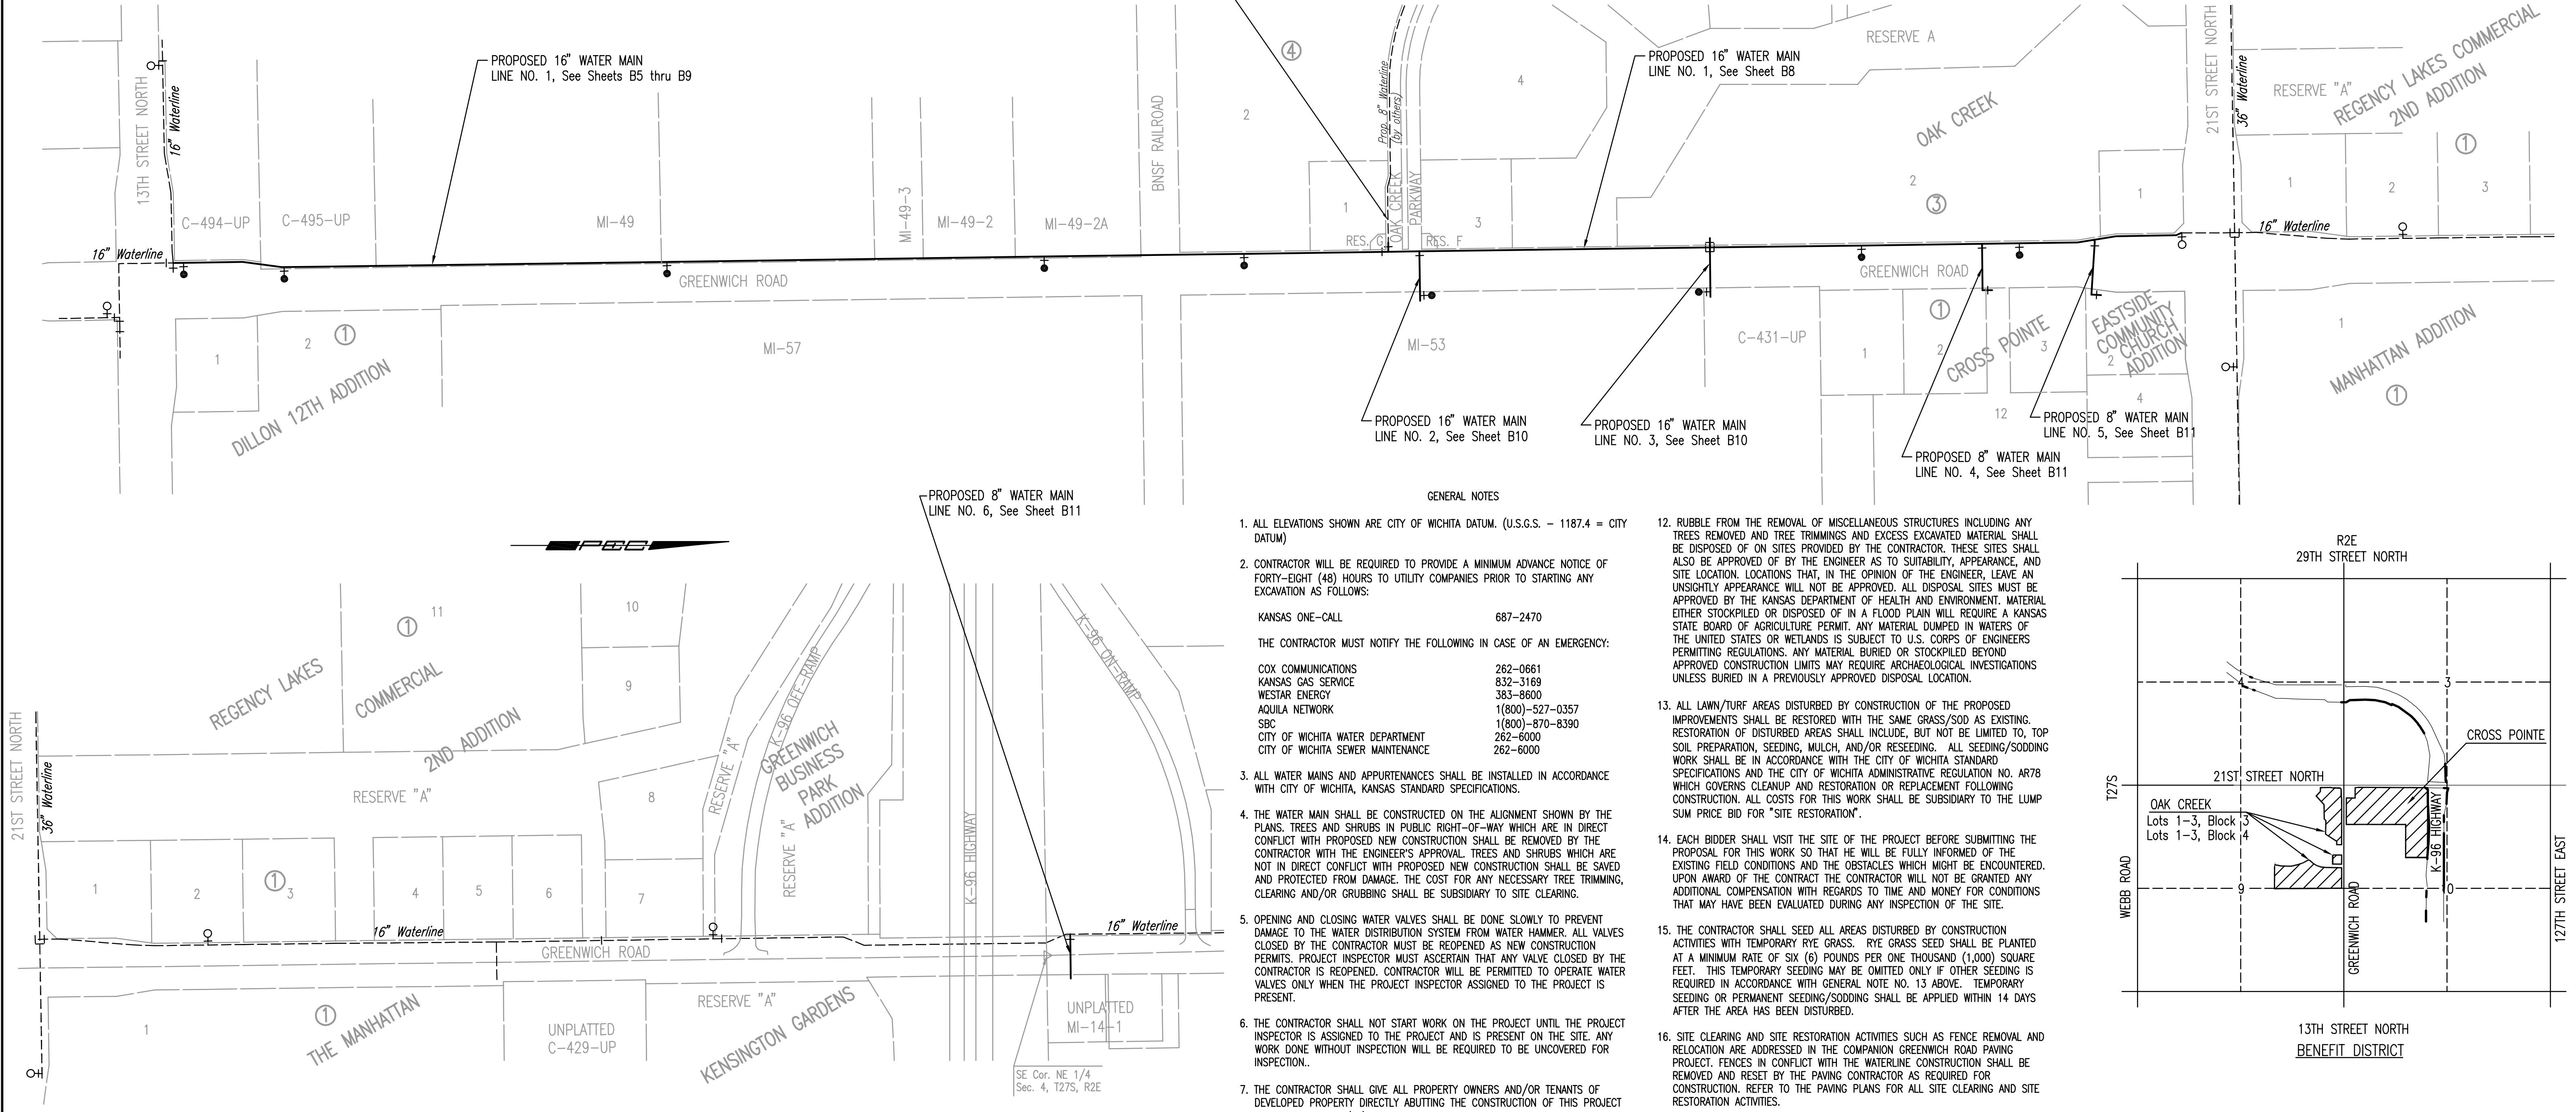 13TH STREET NORTH
16" Waterline
PROPOSED 16" WATER MAIN
LINE NO. 1, See Sheets B5 thru B9
C-494-UP
C-495-UP
MI-49
MI-49-3
MI-49-2
MI-49-2A
BNSF RAILROAD
2
4
1
RES. G
Prop. 8" Waterline
(by others)
OAK CREEK
PARKWAY
4
3
RES. F
PROPOSED 16" WATER MAIN
LINE NO. 1, See Sheet B8
RESERVE A
OAK CREEK
2
3
1
21ST STREET NORTH
36" Waterline
RESERVE "A"
REGENCY LAKES COMMERCIAL
2ND ADDITION
1
1
2
3
16" Waterline
16" Waterline
GREENWICH ROAD
GREENWICH ROAD
1
2
1
DILLON 12TH ADDITION
MI-57
MI-53
C-431-UP
1
1
2
3
CROSS POINTE
12
EASTSIDE
COMMUNITY
CHURCH
ADDITION
2
4
1
MANHATTAN ADDITION
1
PROPOSED 16" WATER MAIN
LINE NO. 2, See Sheet B10
PROPOSED 16" WATER MAIN
LINE NO. 3, See Sheet B10
PROPOSED 8" WATER MAIN
LINE NO. 4, See Sheet B11
PROPOSED 8" WATER MAIN
LINE NO. 5, See Sheet B11
PROPOSED 8" WATER MAIN
LINE NO. 6, See Sheet B11
PEC
21ST STREET NORTH
36" Waterline
REGENCY LAKES
COMMERCIAL
2ND ADDITION
1
11
10
9
8
RESERVE "A"
1
2
1
3
4
5
6
7
RESERVE "A"
K-96 OFF-RAMP
GREENWICH
BUSINESS
PARK
ADDITION
RESERVE "A"
K-96 HIGHWAY
K-96 ON-RAMP
16" Waterline
16" Waterline
GREENWICH ROAD
1
1
THE MANHATTAN
UNPLATTED
C-429-UP
RESERVE "A"
KENSINGTON GARDENS
UNPLATTED
MI-14-1
SE Cor. NE 1/4
Sec. 4, T27S, R2E
GENERAL NOTES
1. ALL ELEVATIONS SHOWN ARE CITY OF WICHITA DATUM. (U.S.G.S. - 1187.4 = CITY
DATUM)
2. CONTRACTOR WILL BE REQUIRED TO PROVIDE A MINIMUM ADVANCE NOTICE OF
FORTY-EIGHT (48) HOURS TO UTILITY COMPANIES PRIOR TO STARTING ANY
EXCAVATION AS FOLLOWS:
KANSAS ONE-CALL 687-2470
THE CONTRACTOR MUST NOTIFY THE FOLLOWING IN CASE OF AN EMERGENCY:
COX COMMUNICATIONS 262-0661
KANSAS GAS SERVICE 832-3169
WESTAR ENERGY 383-8600
AQUILA NETWORK 1(800)-527-0357
SBC 1(800)-870-8390
CITY OF WICHITA WATER DEPARTMENT 262-6000
CITY OF WICHITA SEWER MAINTENANCE 262-6000
3. ALL WATER MAINS AND APPURTENANCES SHALL BE INSTALLED IN ACCORDANCE
WITH CITY OF WICHITA, KANSAS STANDARD SPECIFICATIONS.
4. THE WATER MAIN SHALL BE CONSTRUCTED ON THE ALIGNMENT SHOWN BY THE
PLANS. TREES AND SHRUBS IN PUBLIC RIGHT-OF-WAY WHICH ARE IN DIRECT
CONFLICT WITH PROPOSED NEW CONSTRUCTION SHALL BE REMOVED BY THE
CONTRACTOR WITH THE ENGINEER'S APPROVAL. TREES AND SHRUBS WHICH ARE
NOT IN DIRECT CONFLICT WITH PROPOSED NEW CONSTRUCTION SHALL BE SAVED
AND PROTECTED FROM DAMAGE. THE COST FOR ANY NECESSARY TREE TRIMMING,
CLEARING AND/OR GRUBBING SHALL BE SUBSIDIARY TO SITE CLEARING.
5. OPENING AND CLOSING WATER VALVES SHALL BE DONE SLOWLY TO PREVENT
DAMAGE TO THE WATER DISTRIBUTION SYSTEM FROM WATER HAMMER. ALL VALVES
CLOSED BY THE CONTRACTOR MUST BE REOPENED AS NEW CONSTRUCTION
PERMITS. PROJECT INSPECTOR MUST ASCERTAIN THAT ANY VALVE CLOSED BY THE
CONTRACTOR IS REOPENED. CONTRACTOR WILL BE PERMITTED TO OPERATE WATER
VALVES ONLY WHEN THE PROJECT INSPECTOR ASSIGNED TO THE PROJECT IS
PRESENT.
6. THE CONTRACTOR SHALL NOT START WORK ON THE PROJECT UNTIL THE PROJECT
INSPECTOR IS ASSIGNED TO THE PROJECT AND IS PRESENT ON THE SITE. ANY
WORK DONE WITHOUT INSPECTION WILL BE REQUIRED TO BE UNCOVERED FOR
INSPECTION..
7. THE CONTRACTOR SHALL GIVE ALL PROPERTY OWNERS AND/OR TENANTS OF
DEVELOPED PROPERTY DIRECTLY ABUTTING THE CONSTRUCTION OF THIS PROJECT
12. RUBBLE FROM THE REMOVAL OF MISCELLANEOUS STRUCTURES INCLUDING ANY
TREES REMOVED AND TREE TRIMMINGS AND EXCESS EXCAVATED MATERIAL SHALL
BE DISPOSED OF ON SITES PROVIDED BY THE CONTRACTOR. THESE SITES SHALL
ALSO BE APPROVED OF BY THE ENGINEER AS TO SUITABILITY, APPEARANCE, AND
SITE LOCATION. LOCATIONS THAT, IN THE OPINION OF THE ENGINEER, LEAVE AN
UNSIGHTLY APPEARANCE WILL NOT BE APPROVED. ALL DISPOSAL SITES MUST BE
APPROVED BY THE KANSAS DEPARTMENT OF HEALTH AND ENVIRONMENT. MATERIAL
EITHER STOCKPILED OR DISPOSED OF IN A FLOOD PLAIN WILL REQUIRE A KANSAS
STATE BOARD OF AGRICULTURE PERMIT. ANY MATERIAL DUMPED IN WATERS OF
THE UNITED STATES OR WETLANDS IS SUBJECT TO U.S. CORPS OF ENGINEERS
PERMITTING REGULATIONS. ANY MATERIAL BURIED OR STOCKPILED BEYOND
APPROVED CONSTRUCTION LIMITS MAY REQUIRE ARCHAEOLOGICAL INVESTIGATIONS
UNLESS BURIED IN A PREVIOUSLY APPROVED DISPOSAL LOCATION.
13. ALL LAWN/TURF AREAS DISTURBED BY CONSTRUCTION OF THE PROPOSED
IMPROVEMENTS SHALL BE RESTORED WITH THE SAME GRASS/SOD AS EXISTING.
RESTORATION OF DISTURBED AREAS SHALL INCLUDE, BUT NOT BE LIMITED TO, TOP
SOIL PREPARATION, SEEDING, MULCH, AND/OR RESEEDING. ALL SEEDING/SODDING
WORK SHALL BE IN ACCORDANCE WITH THE CITY OF WICHITA STANDARD
SPECIFICATIONS AND THE CITY OF WICHITA ADMINISTRATIVE REGULATION NO. AR78
WHICH GOVERNS CLEANUP AND RESTORATION OR REPLACEMENT FOLLOWING
CONSTRUCTION. ALL COSTS FOR THIS WORK SHALL BE SUBSIDIARY TO THE LUMP
SUM PRICE BID FOR "SITE RESTORATION".
14. EACH BIDDER SHALL VISIT THE SITE OF THE PROJECT BEFORE SUBMITTING THE
PROPOSAL FOR THIS WORK SO THAT HE WILL BE FULLY INFORMED OF THE
EXISTING FIELD CONDITIONS AND THE OBSTACLES WHICH MIGHT BE ENCOUNTERED.
UPON AWARD OF THE CONTRACT THE CONTRACTOR WILL NOT BE GRANTED ANY
ADDITIONAL COMPENSATION WITH REGARDS TO TIME AND MONEY FOR CONDITIONS
THAT MAY HAVE BEEN EVALUATED DURING ANY INSPECTION OF THE SITE.
15. THE CONTRACTOR SHALL SEED ALL AREAS DISTURBED BY CONSTRUCTION
ACTIVITIES WITH TEMPORARY RYE GRASS. RYE GRASS SEED SHALL BE PLANTED
AT A MINIMUM RATE OF SIX (6) POUNDS PER ONE THOUSAND (1,000) SQUARE
FEET. THIS TEMPORARY SEEDING MAY BE OMITTED ONLY IF OTHER SEEDING IS
REQUIRED IN ACCORDANCE WITH GENERAL NOTE NO. 13 ABOVE. TEMPORARY
SEEDING OR PERMANENT SEEDING/SODDING SHALL BE APPLIED WITHIN 14 DAYS
AFTER THE AREA HAS BEEN DISTURBED.
16. SITE CLEARING AND SITE RESTORATION ACTIVITIES SUCH AS FENCE REMOVAL AND
RELOCATION ARE ADDRESSED IN THE COMPANION GREENWICH ROAD PAVING
PROJECT. FENCES IN CONFLICT WITH THE WATERLINE CONSTRUCTION SHALL BE
REMOVED AND RESET BY THE PAVING CONTRACTOR AS REQUIRED FOR
CONSTRUCTION. REFER TO THE PAVING PLANS FOR ALL SITE CLEARING AND SITE
RESTORATION ACTIVITIES.
R2E
29TH STREET NORTH
4
3
CROSS POINTE
21ST STREET NORTH
T27S
OAK CREEK
Lots 1-3, Block 3
Lots 1-3, Block 4
K-96 HIGHWAY
WEBB ROAD
9
0
GREENWICH ROAD
127TH STREET EAST
13TH STREET NORTH
BENEFIT DISTRICT